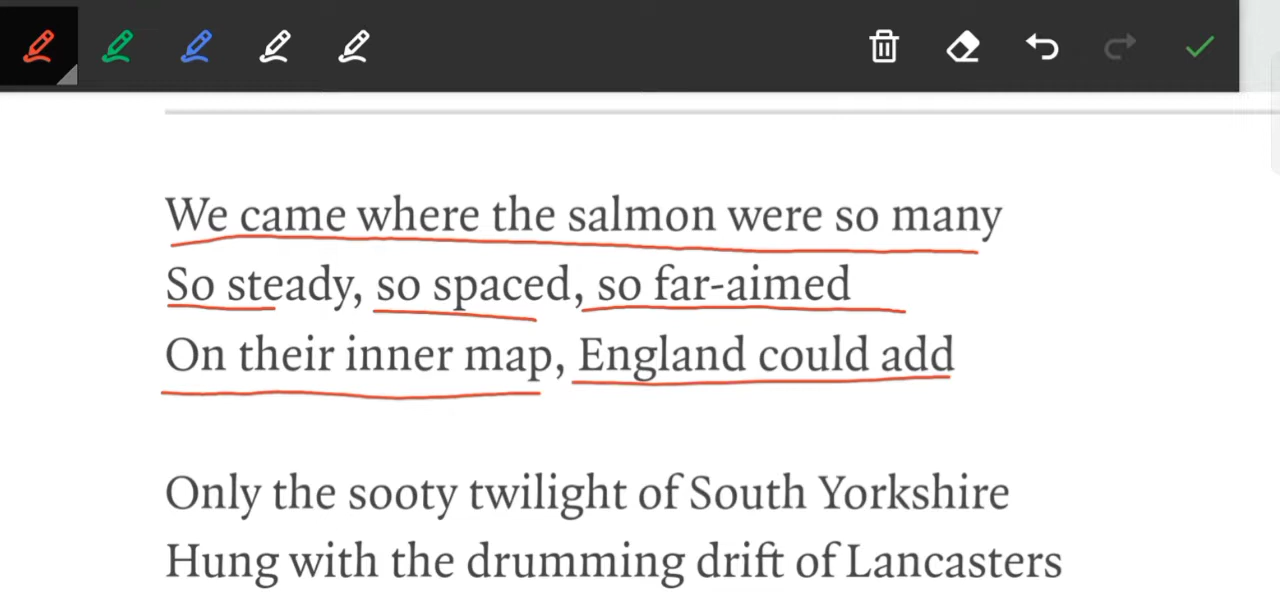 We came where the salmon were so many
So steady, so spaced, so far-aimed
On their inner map, England could add
Only the sooty twilight of South Yorkshire
Hung with the drumming drift of Lancasters